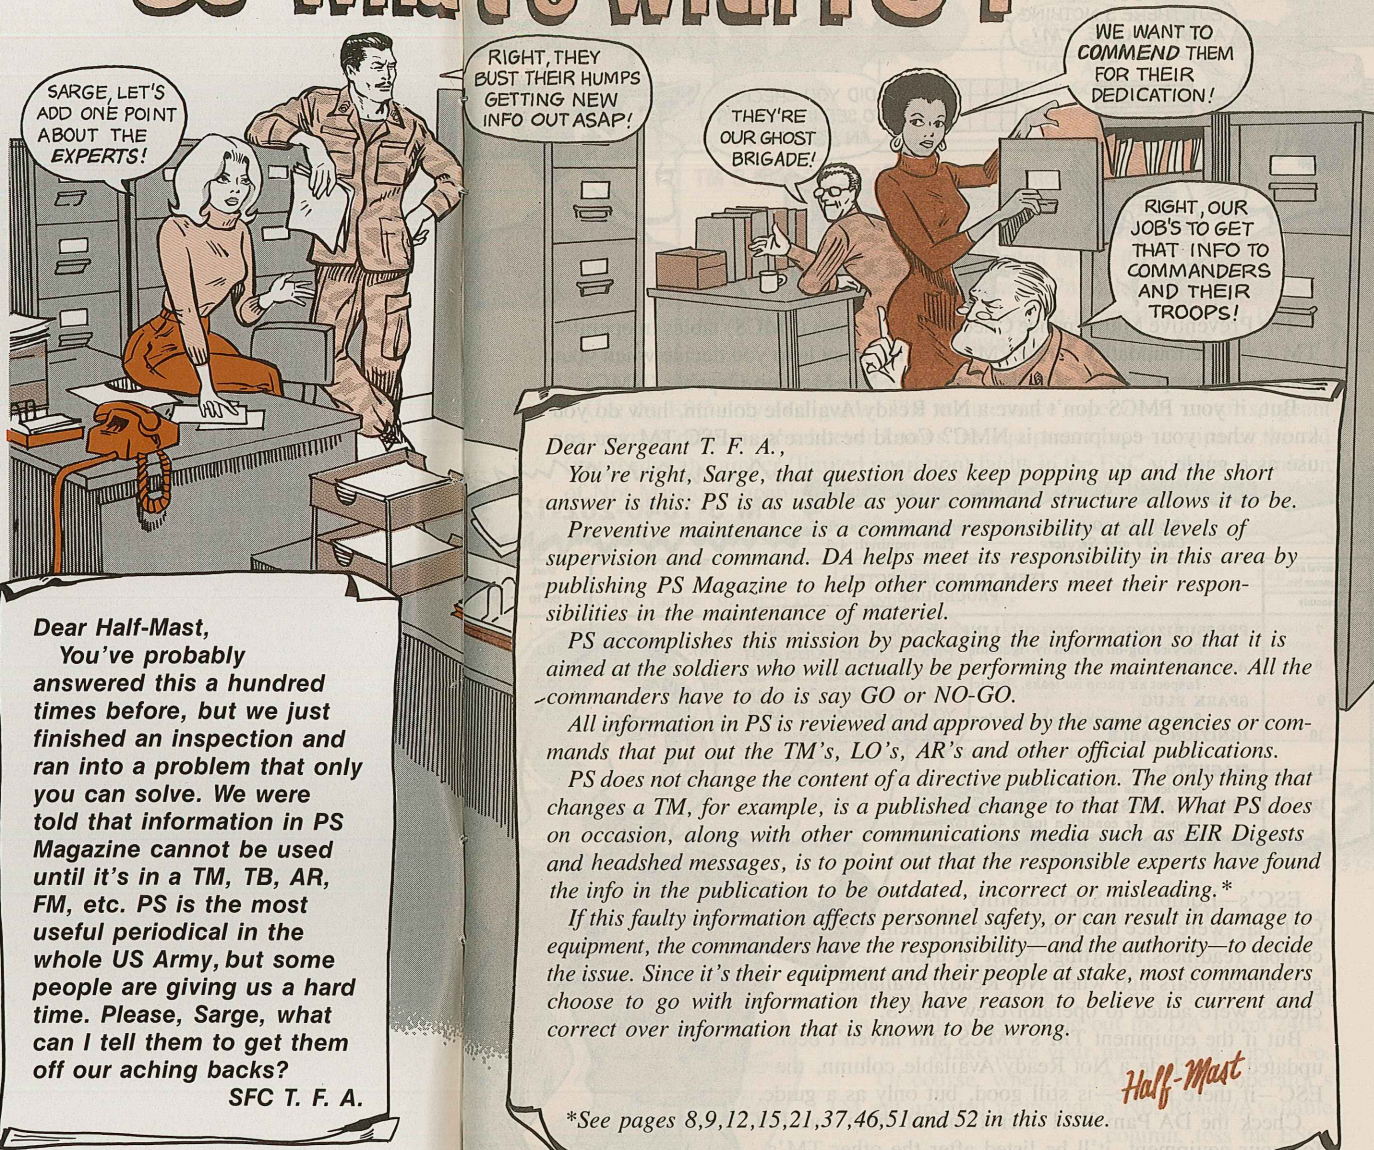 SARGE, LET'S
ADD ONE POINT
ABOUT THE
EXPERTS!
RIGHT, THEY
BUST THEIR HUMPS
GETTING NEW
INFO OUT ASAP!
THEY'RE
OUR GHOST
BRIGADE!
WE WANT TO
COMMEND THEM
FOR THEIR
DEDICATION!
RIGHT, OUR
JOB'S TO GET
THAT INFO TO
COMMANDERS
AND THEIR
TROOPS!
Dear Half-Mast,
You've probably
answered this a hundred
times before, but we just
finished an inspection and
ran into a problem that only
you can solve. We were
told that information in PS
Magazine cannot be used
until it's in a TM, TB, AR,
FM, etc. PS is the most
useful periodical in the
whole US Army, but some
people are giving us a hard
time. Please, Sarge, what
can I tell them to get them
off our aching backs?
SFC T. F. A.
Dear Sergeant T. F. A.,
You're right, Sarge, that question does keep popping up and the short
answer is this: PS is as usable as your command structure allows it to be.
Preventive maintenance is a command responsibility at all levels of
supervision and command. DA helps meet its responsibility in this area by
publishing PS Magazine to help other commanders meet their respon-
sibilities in the maintenance of materiel.
PS accomplishes this mission by packaging the information so that it is
aimed at the soldiers who will actually be performing the maintenance. All the
commanders have to do is say GO or NO-GO.
All information in PS is reviewed and approved by the same agencies or com-
mands that put out the TM's, LO's, AR's and other official publications.
PS does not change the content of a directive publication. The only thing that
changes a TM, for example, is a published change to that TM. What PS does
on occasion, along with other communications media such as EIR Digests
and headshed messages, is to point out that the responsible experts have found
the info in the publication to be outdated, incorrect or misleading.*
If this faulty information affects personnel safety, or can result in damage to
equipment, the commanders have the responsibility—and the authority—to decide
the issue. Since it's their equipment and their people at stake, most commanders
choose to go with information they have reason to believe is current and
correct over information that is known to be wrong.
Half-Mast
*See pages 8,9,12,15,21,37,46,51 and 52 in this issue.